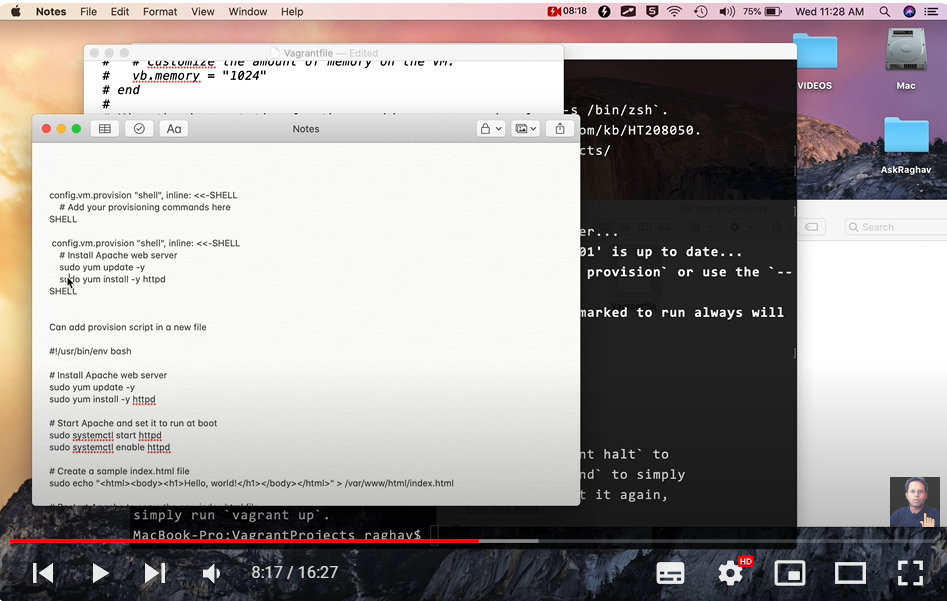 Notes File Edit Format View Window Help 08:18 75% Wed 11:28 AM
Vagrantfile — Edited
# # Customize the amount of memory on the VM:
# vb.memory = "1024"
# end
#
VIDEOS
Mac
AskRaghav
Search
-s /bin/zsh`.
om/kb/HT208050.
cts/
er...
01' is up to date...
provision` or use the `--
marked to run always will
nt halt` to
nd` to simply
t it again,
simply run `vagrant up`.
MacBook-Pro:VagrantProjects raghav$
Aa
Notes
config.vm.provision "shell", inline: <<-SHELL
# Add your provisioning commands here
SHELL
config.vm.provision "shell", inline: <<-SHELL
# Install Apache web server
sudo yum update -y
sudo yum install -y httpd
SHELL
Can add provision script in a new file
#!/usr/bin/env bash
# Install Apache web server
sudo yum update -y
sudo yum install -y httpd
# Start Apache and set it to run at boot
sudo systemctl start httpd
sudo systemctl enable httpd
# Create a sample index.html file
sudo echo "<html><body><h1>Hello, world!</h1></body></html>" > /var/www/html/index.html
8:17 / 16:27
HD